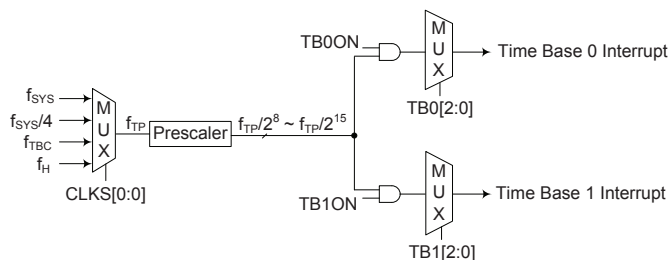 TB0ON
M
U
X
Time Base 0 Interrupt
TB0[2:0]
fSYS
fSYS/4
fTBC
fH
M
U
X
fTP
Prescaler
fTP/2^8 ~ fTP/2^15
CLKS[0:0]
TB1ON
M
U
X
Time Base 1 Interrupt
TB1[2:0]